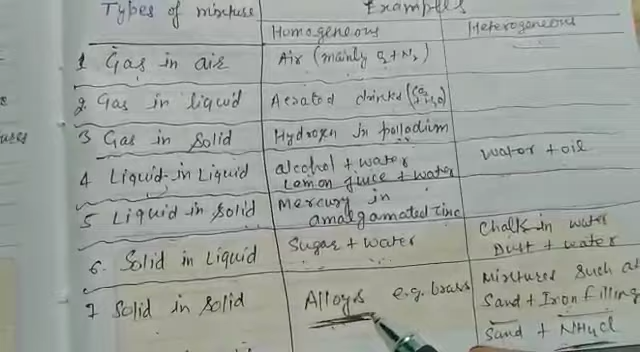 Types of mixture Examples
Homogeneous Heterogeneous
1 Gas in air Air (mainly O2+N2)
2. Gas in liquid Aerated drinks (CO2
3 Gas in Solid Hydrogen in palladium
4 Liquid in Liquid alcohol + water water + oil
Lemon juice + water
5 Liquid in solid Mercury in
amalgamated zinc
6. Solid in Liquid Sugar + water Chalk in water
Dust + water
7 Solid in Solid Alloys e.g. brass Mixtures such as
Sand + Iron filling
Sand + NH4Cl